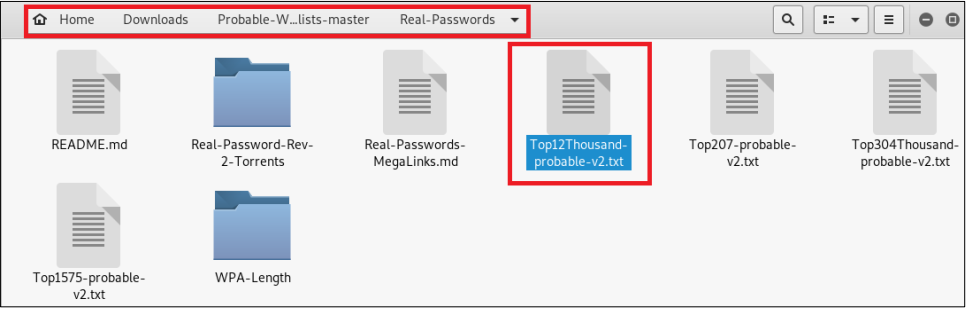 Home Downloads Probable-W...lists-master Real-Passwords
README.md
Real-Password-Rev-
2-Torrents
Real-Passwords-
MegaLinks.md
Top12Thousand-
probable-v2.txt
Top207-probable-
v2.txt
Top304Thousand-
probable-v2.txt
Top1575-probable-
v2.txt
WPA-Length